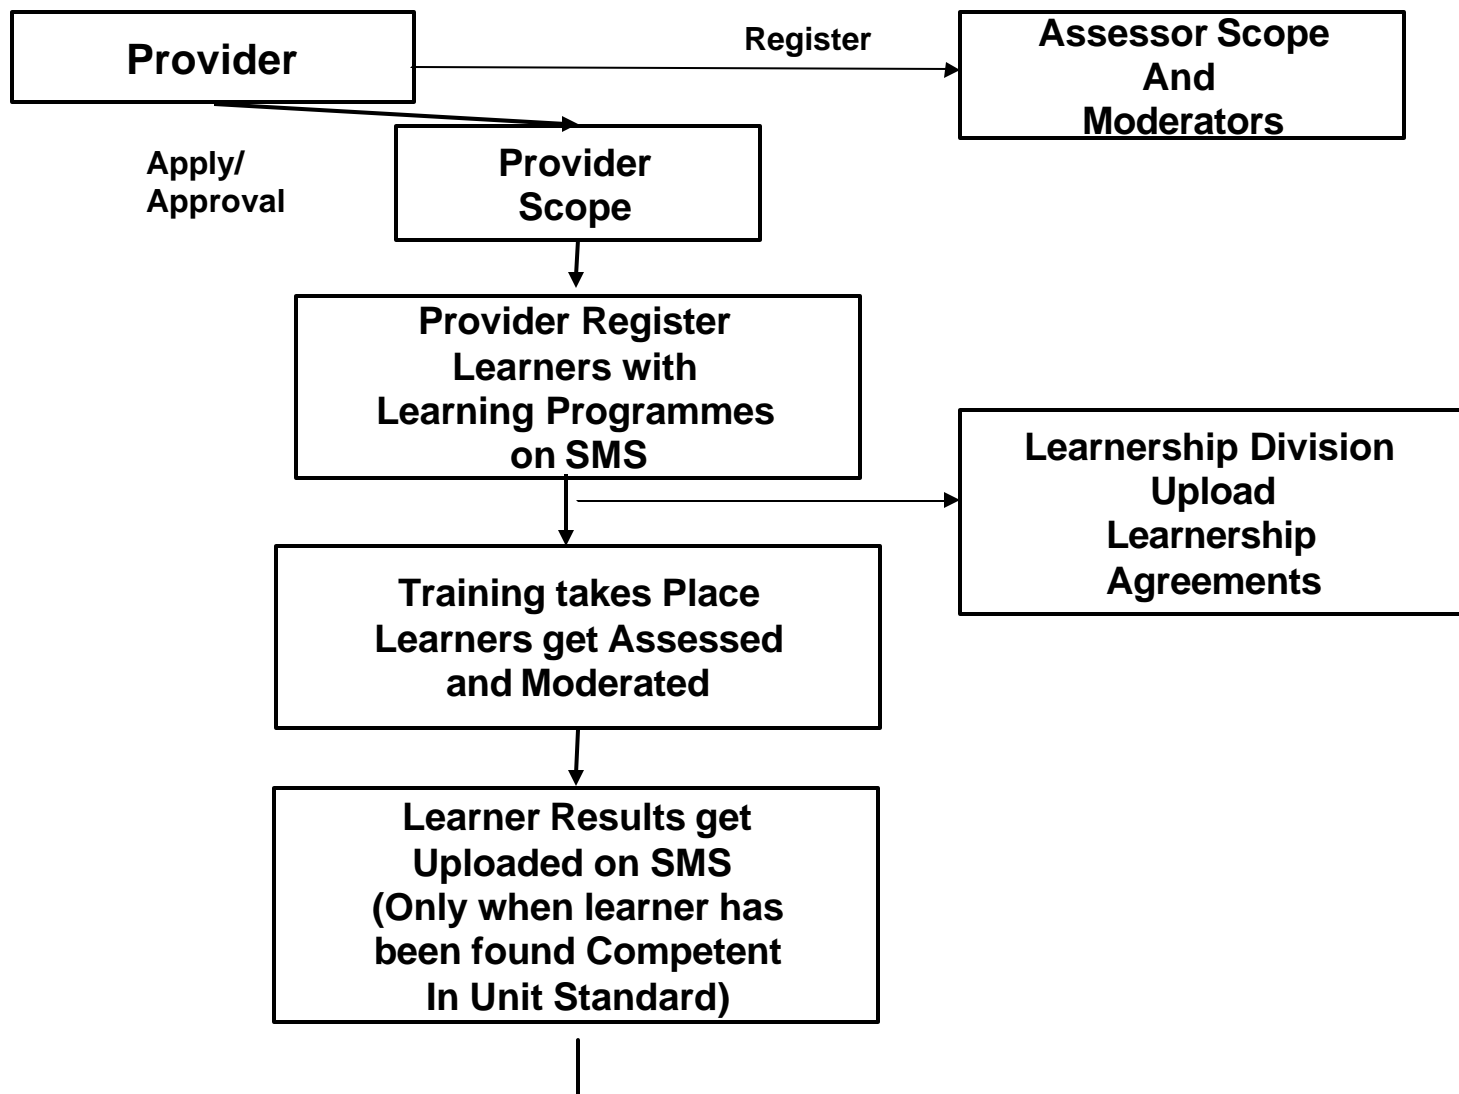 Provider
Register
Assessor Scope
And
Moderators
Apply/
Approval
Provider
Scope
Provider Register
Learners with
Learning Programmes
on SMS
Learnership Division
Upload
Learnership
Agreements
Training takes Place
Learners get Assessed
and Moderated
Learner Results get
Uploaded on SMS
(Only when learner has
been found Competent
In Unit Standard)